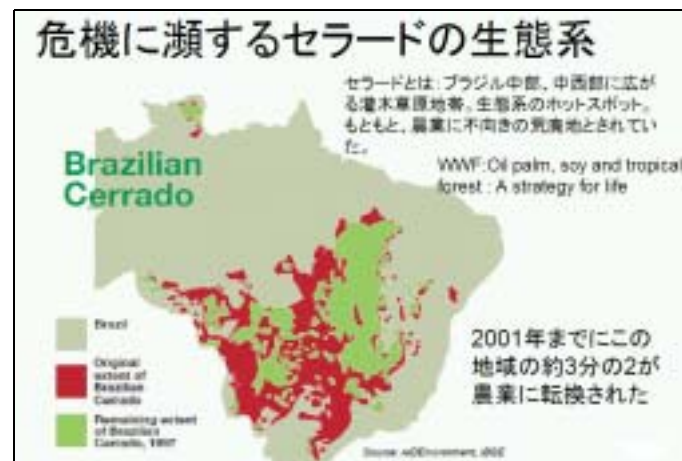 危機に瀕するセラードの生態系
セラードとは：ブラジル中部、中西部に広が
る灌木草原地帯。生態系のホットスポット。
もともと、農業に不向きの荒廃地とされてい
た。
WWF:Oil palm, soy and tropical
forest : A strategy for life
Brazilian
Cerrado
Brazil
Original
extent of
Brazilian
Cerrado
Remaining extent
of Brazilian
Cerrado, 1997
2001年までにこの
地域の約3分の2が
農業に転換された
Source: AIDEnvironment, IBGE